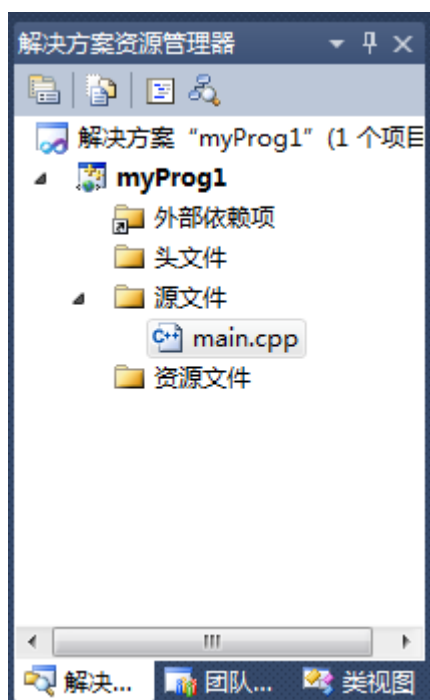 解决方案资源管理器
解决方案 "myProg1" (1 个项目
myProg1
外部依赖项
头文件
源文件
C++ main.cpp
资源文件
解决... 团队... 类视图